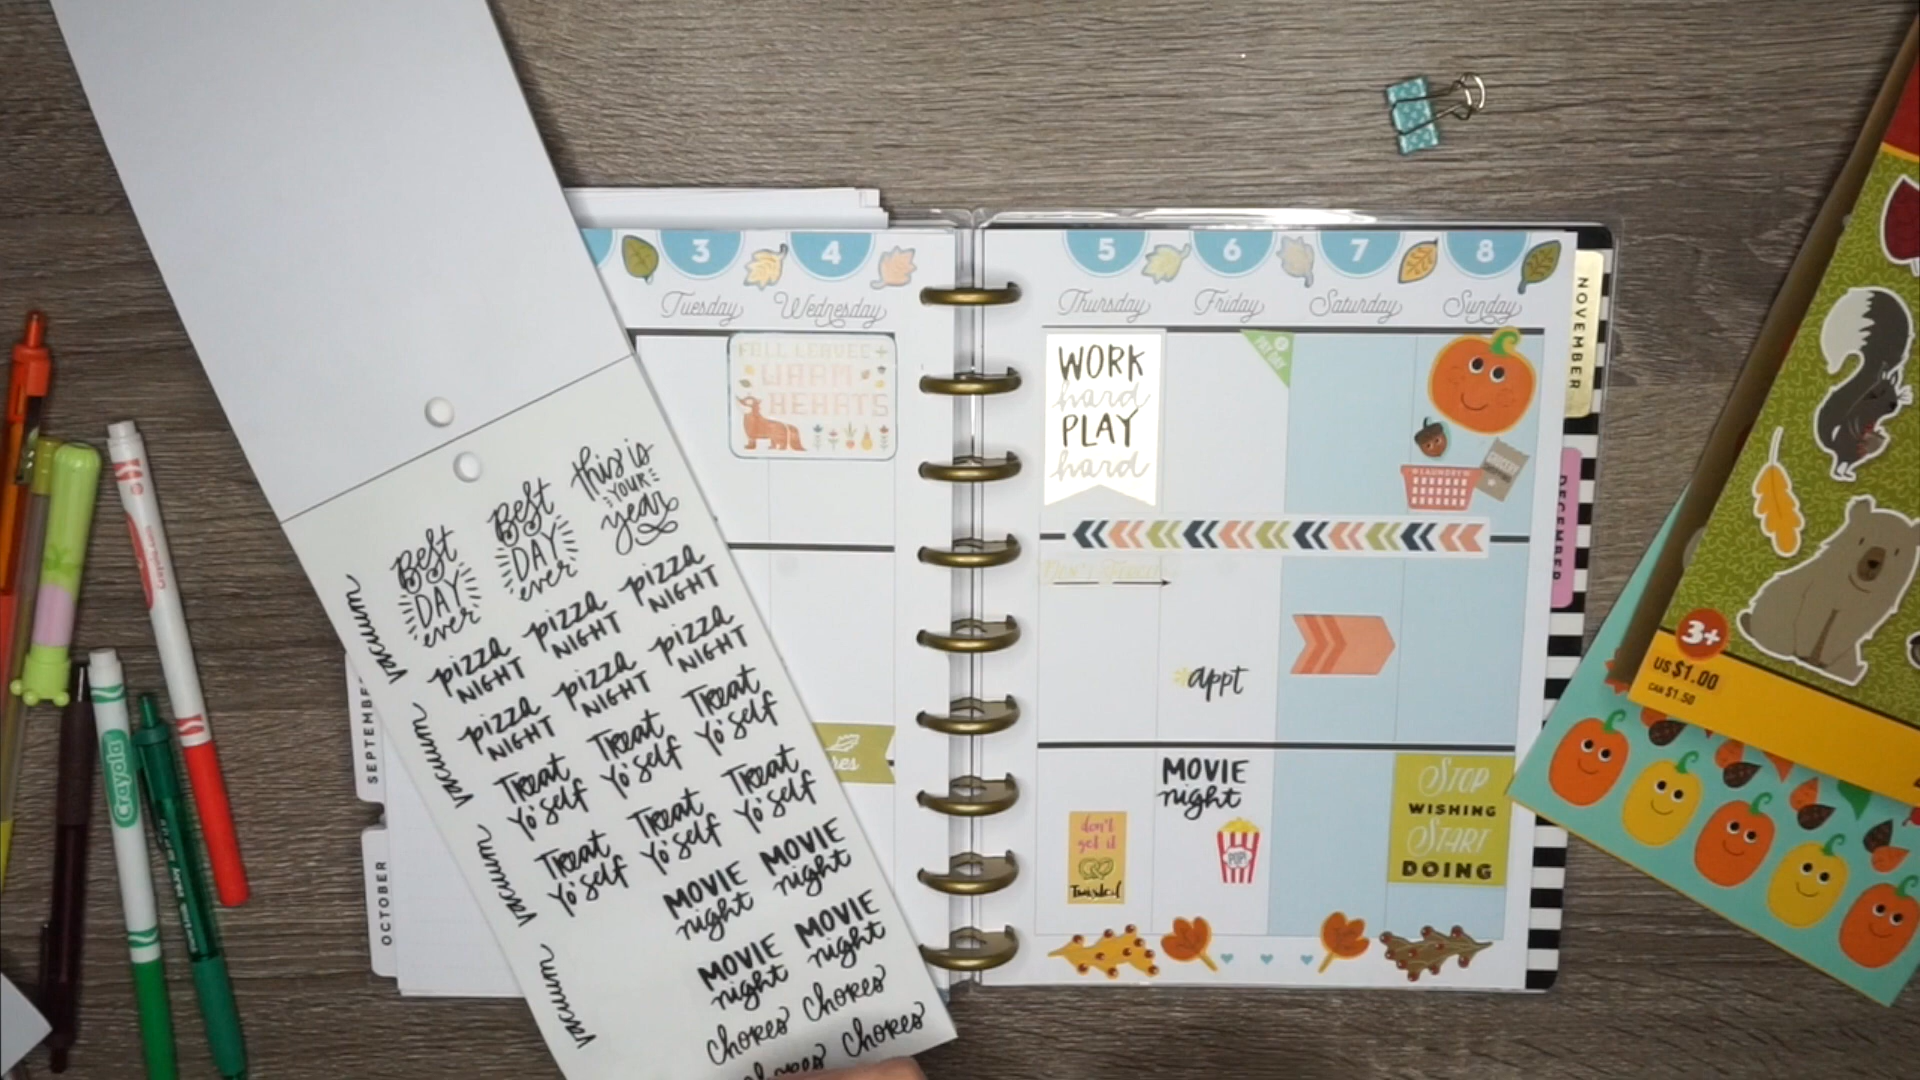 3
4
Tuesday
Wednesday
FALL LEAVES
WARM
HEARTS
5
6
7
8
Thursday
Friday
Saturday
Sunday
WORK
hard
PLAY
hard
PAY DAY
LAUNDRY
GROCERY
appt
MOVIE
night
POP!
don't
get it
Twisted
STOP
WISHING
START
DOING
NOVEMBER
DECEMBER
SEPTEMBER
OCTOBER
Best
DAY
ever
Best
DAY
ever
this is
YOUR
year
pizza
NIGHT
pizza
NIGHT
pizza
NIGHT
pizza
NIGHT
pizza
NIGHT
pizza
NIGHT
Treat
Yo'self
Treat
Yo'self
Treat
Yo'self
Treat
Yo'self
Treat
Yo'self
Treat
Yo'self
MOVIE
night
MOVIE
night
MOVIE
night
MOVIE
night
chores chores
chores
vacuum
vacuum
vacuum
vacuum
Crayola
3+
US $1.00
CAN $1.50